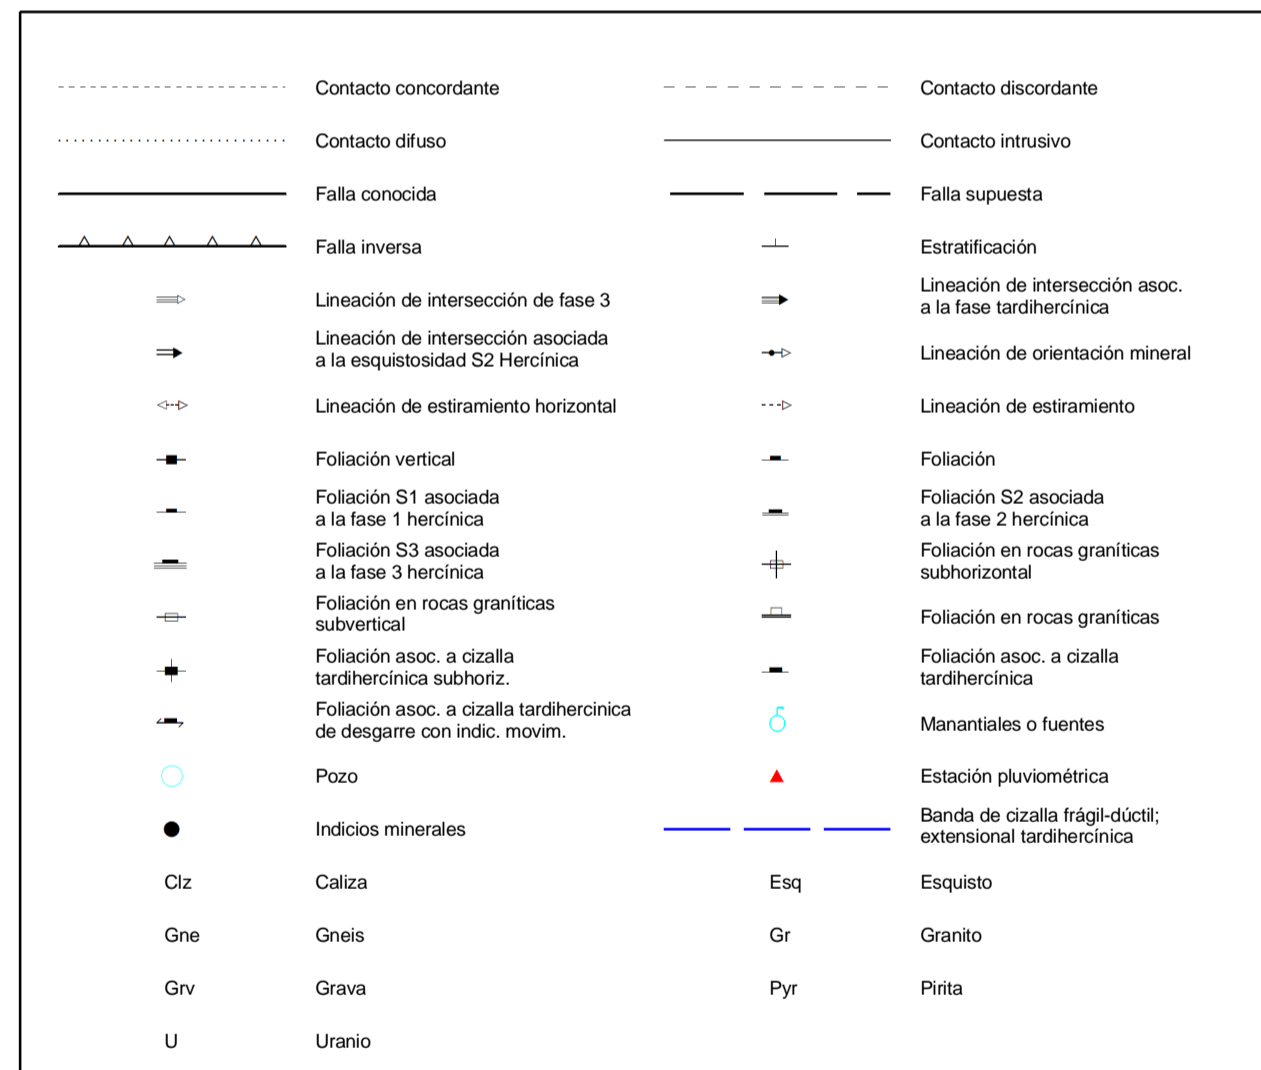 Contacto concordante
Contacto discordante
Contacto difuso
Contacto intrusivo
Falla conocida
Falla supuesta
Falla inversa
Estratificación
Lineación de intersección de fase 3
Lineación de intersección asoc.
a la fase tardihercínica
Lineación de intersección asociada
a la esquistosidad S2 Hercínica
Lineación de orientación mineral
Lineación de estiramiento horizontal
Lineación de estiramiento
Foliación vertical
Foliación
Foliación S1 asociada
a la fase 1 hercínica
Foliación S2 asociada
a la fase 2 hercínica
Foliación S3 asociada
a la fase 3 hercínica
Foliación en rocas graníticas
subhorizontal
Foliación en rocas graníticas
subvertical
Foliación en rocas graníticas
Foliación asoc. a cizalla
tardihercínica subhoriz.
Foliación asoc. a cizalla
tardihercínica
Foliación asoc. a cizalla tardihercinica
de desgarre con indic. movim.
Manantiales o fuentes
Pozo
Estación pluviométrica
Indicios minerales
Banda de cizalla frágil-dúctil;
extensional tardihercínica
Clz Caliza
Esq Esquisto
Gne Gneis
Gr Granito
Grv Grava
Pyr Pirita
U Uranio